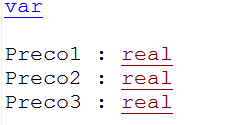 var
Preco1 : real
Preco2 : real
Preco3 : real